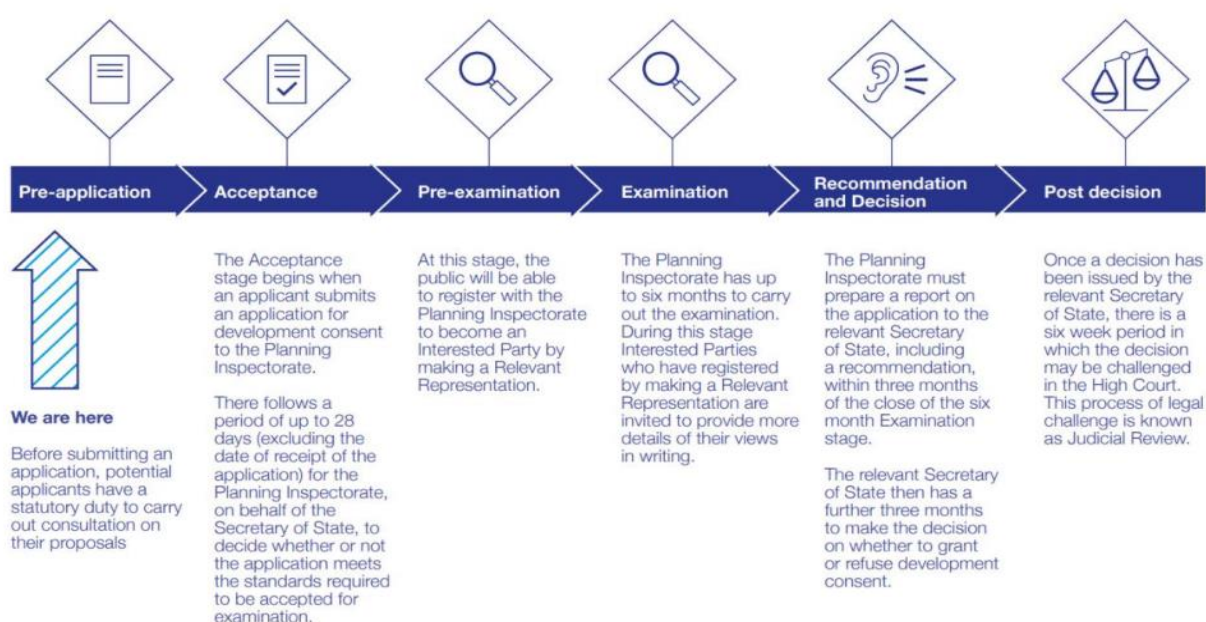 Pre-application
Acceptance
Pre-examination
Examination
Recommendation
and Decision
Post decision
We are here
Before submitting an
application, potential
applicants have a
statutory duty to carry
out consultation on
their proposals
The Acceptance
stage begins when
an applicant submits
an application for
development consent
to the Planning
Inspectorate.
There follows a
period of up to 28
days (excluding the
date of receipt of the
application) for the
Planning Inspectorate,
on behalf of the
Secretary of State, to
decide whether or not
the application meets
the standards required
to be accepted for
examination.
At this stage, the
public will be able
to register with the
Planning Inspectorate
to become an
Interested Party by
making a Relevant
Representation.
The Planning
Inspectorate has up
to six months to carry
out the examination.
During this stage
Interested Parties
who have registered
by making a Relevant
Representation are
invited to provide more
details of their views
in writing.
The Planning
Inspectorate must
prepare a report on
the application to the
relevant Secretary
of State, including
a recommendation,
within three months
of the close of the six
month Examination
stage.
The relevant Secretary
of State then has a
further three months
to make the decision
on whether to grant
or refuse development
consent.
Once a decision has
been issued by the
relevant Secretary
of State, there is a
six week period in
which the decision
may be challenged
in the High Court.
This process of legal
challenge is known
as Judicial Review.